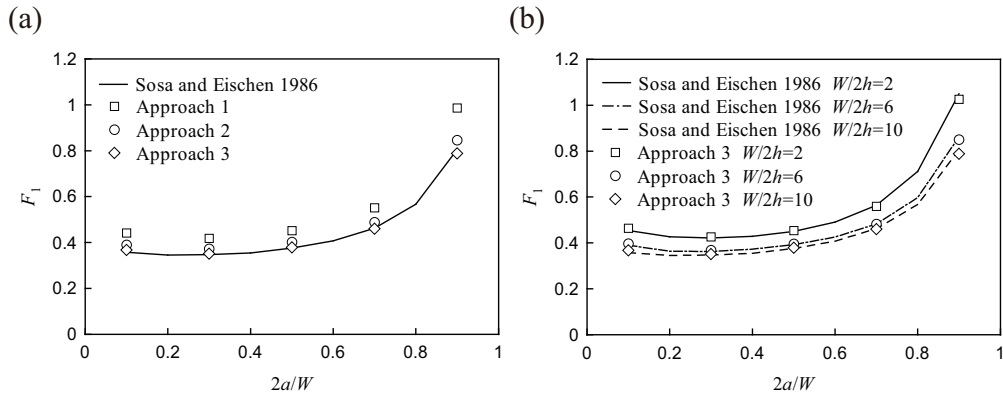 (a)
1.2
1
0.8
0.6
0.4
0.2
0
F1
Sosa and Eischen 1986
Approach 1
Approach 2
Approach 3
0 0.2 0.4 0.6 0.8 1
2a/W
(b)
1.2
1
0.8
0.6
0.4
0.2
0
F1
Sosa and Eischen 1986 W/2h=2
Sosa and Eischen 1986 W/2h=6
Sosa and Eischen 1986 W/2h=10
Approach 3 W/2h=2
Approach 3 W/2h=6
Approach 3 W/2h=10
0 0.2 0.4 0.6 0.8 1
2a/W